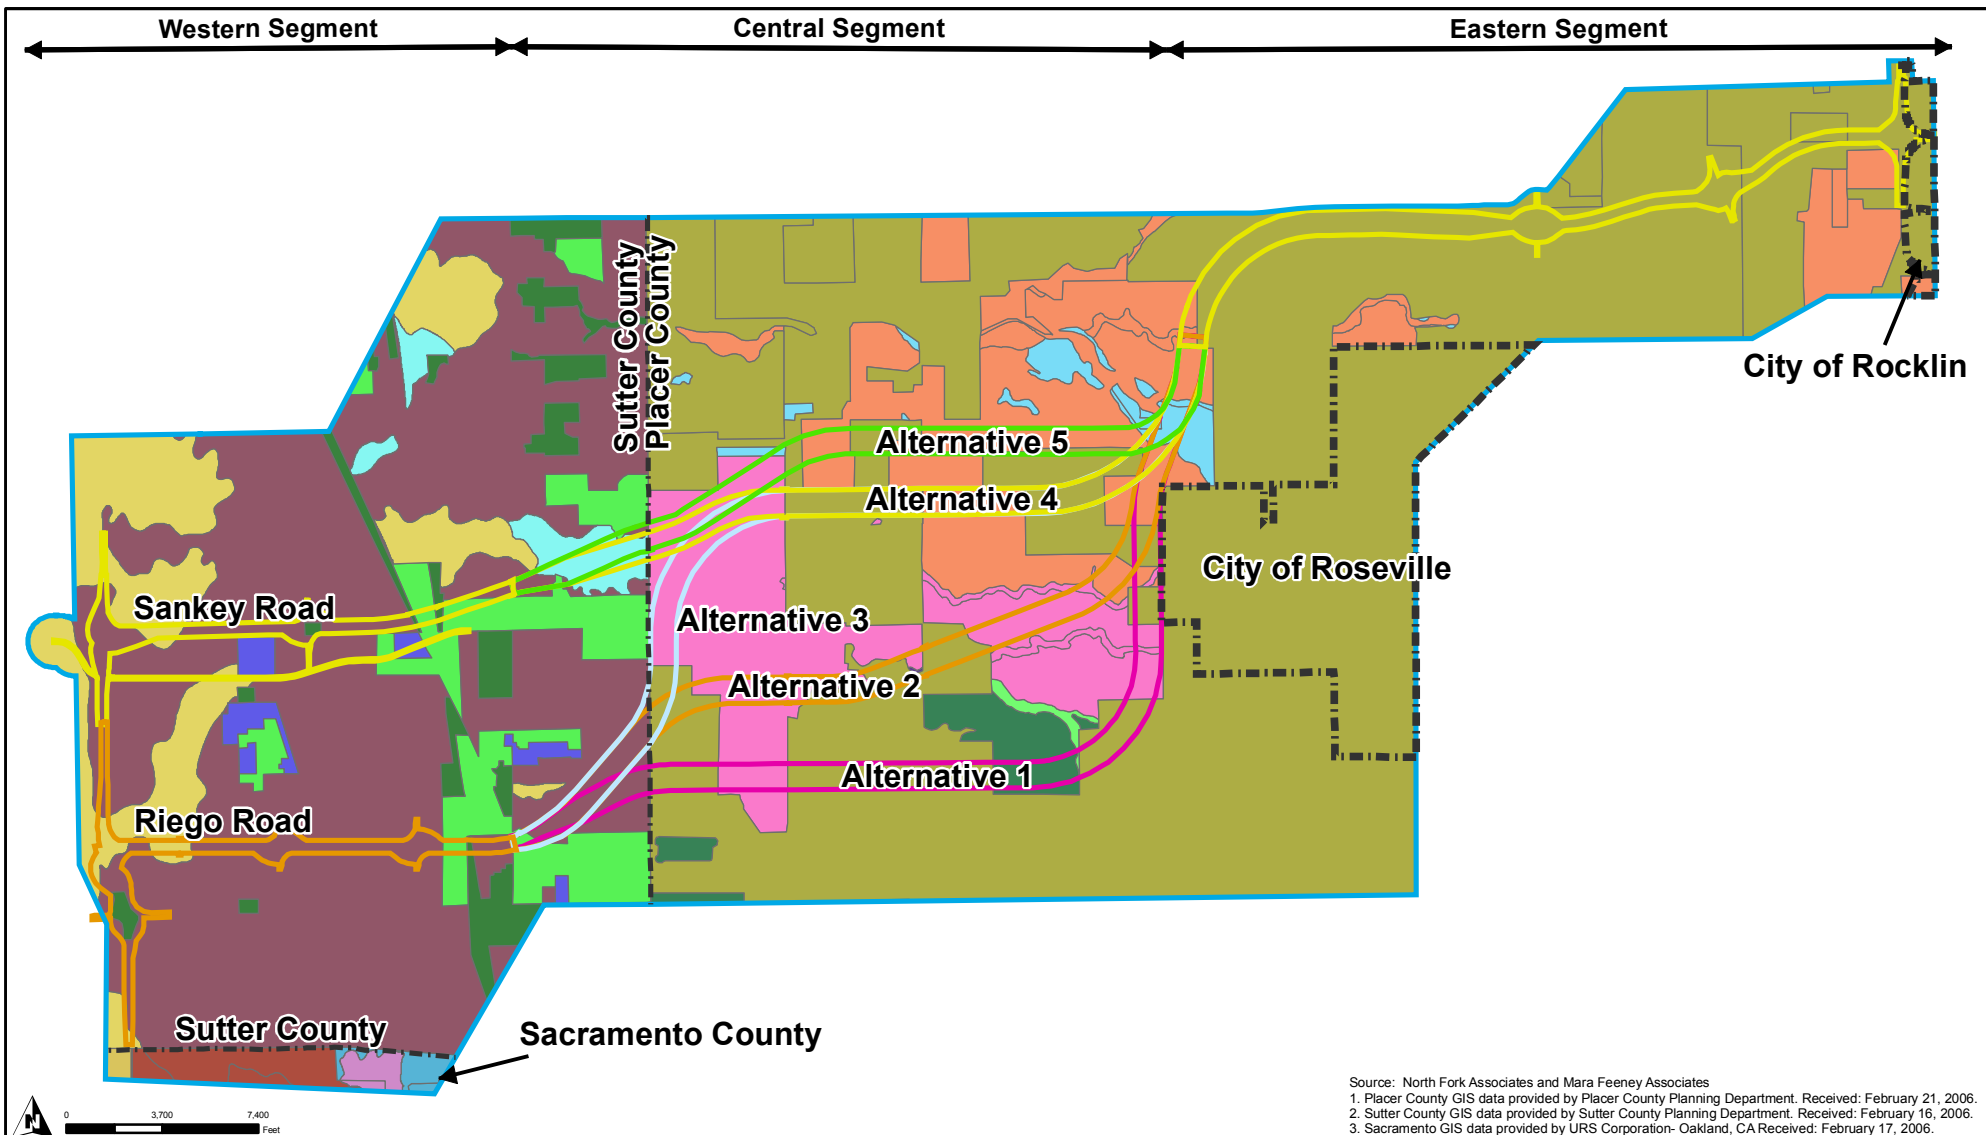 Western Segment
Central Segment
Eastern Segment
Sutter County
Placer County
City of Rocklin
Alternative 5
Alternative 4
City of Roseville
Sankey Road
Alternative 3
Alternative 2
Alternative 1
Riego Road
Sutter County
Sacramento County
N
0 3,700 7,400
Feet
Source: North Fork Associates and Mara Feeney Associates
1. Placer County GIS data provided by Placer County Planning Department. Received: February 21, 2006.
2. Sutter County GIS data provided by Sutter County Planning Department. Received: February 16, 2006.
3. Sacramento GIS data provided by URS Corporation- Oakland, CA Received: February 17, 2006.